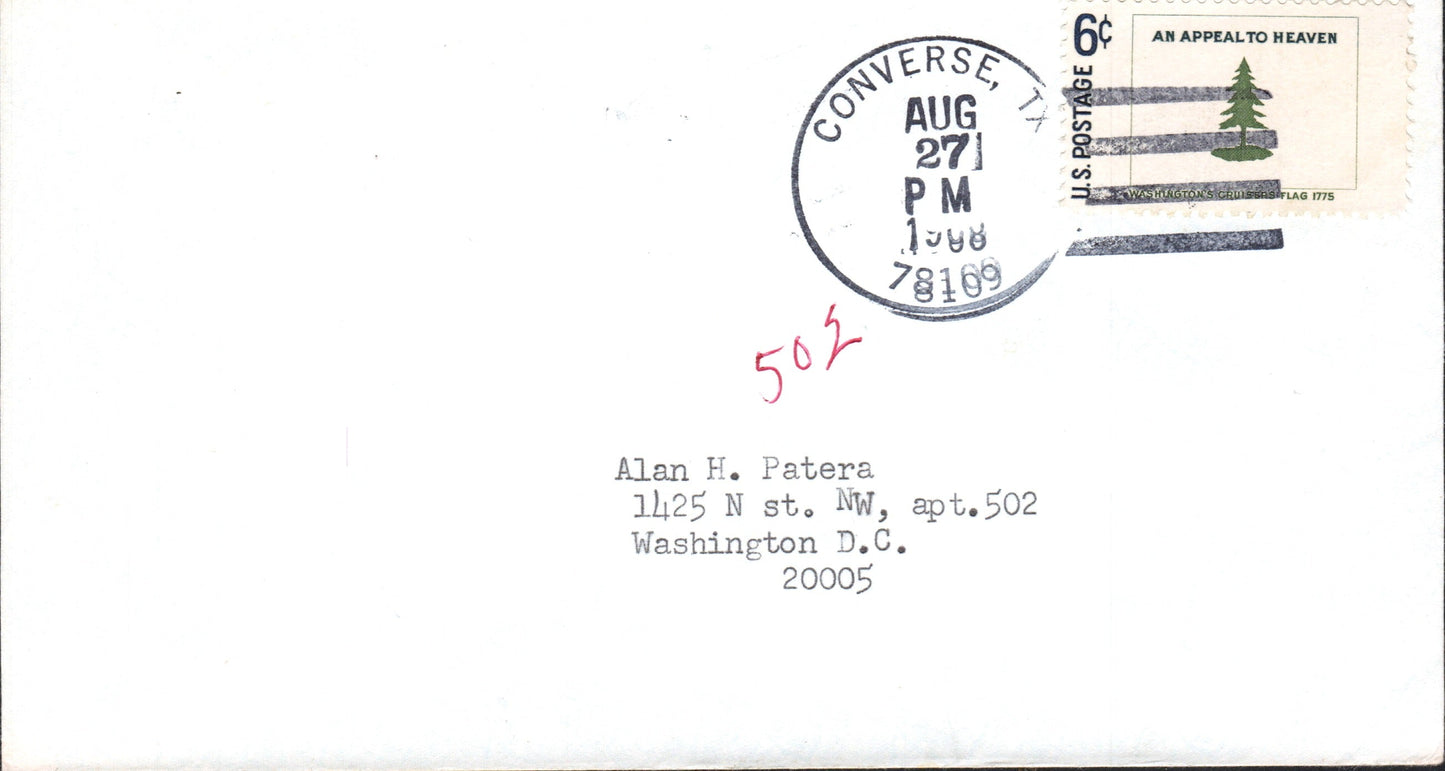 CONVERSE, TX
AUG
27
PM
1968
78109
6¢
U.S. POSTAGE
AN APPEAL TO HEAVEN
WASHINGTON'S CRUISERS FLAG 1775
502
Alan H. Patera
1425 N st. NW, apt.502
Washington D.C.
20005